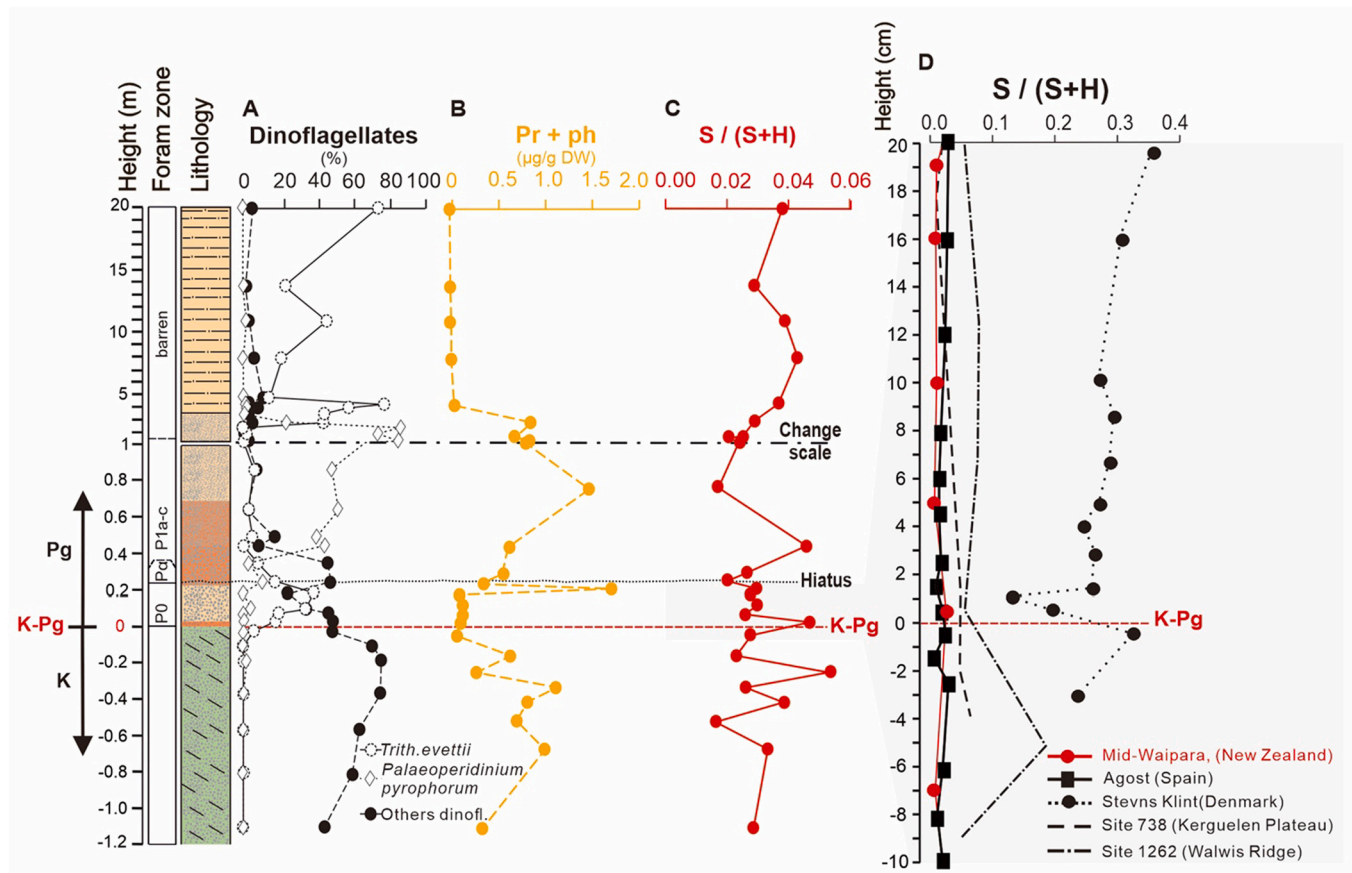 Height (m)
Foram zone
Lithology
A
Dinoflagellates
(%)
0 20 40 60 80 100
B
Pr + ph
(µg/g DW)
0 0.5 1.0 1.5 2.0
C
S / (S+H)
0.00 0.02 0.04 0.06
D
S / (S+H)
Height (cm)
0.0 0.1 0.2 0.3 0.4
20
15
10
5
1
0.8
0.6
0.4
0.2
0
-0.2
-0.4
-0.6
-0.8
-1.0
-1.2
Pg
K-Pg
K
barren
P1a-c
Pα
P0
Change
scale
Hiatus
K-Pg
Trith.evettii
Palaeoperidinium
pyrophorum
Others dinofl.
20
18
16
14
12
10
8
6
4
2
0
-2
-4
-6
-8
-10
K-Pg
Mid-Waipara, (New Zealand)
Agost (Spain)
Stevns Klint(Denmark)
Site 738 (Kerguelen Plateau)
Site 1262 (Walwis Ridge)